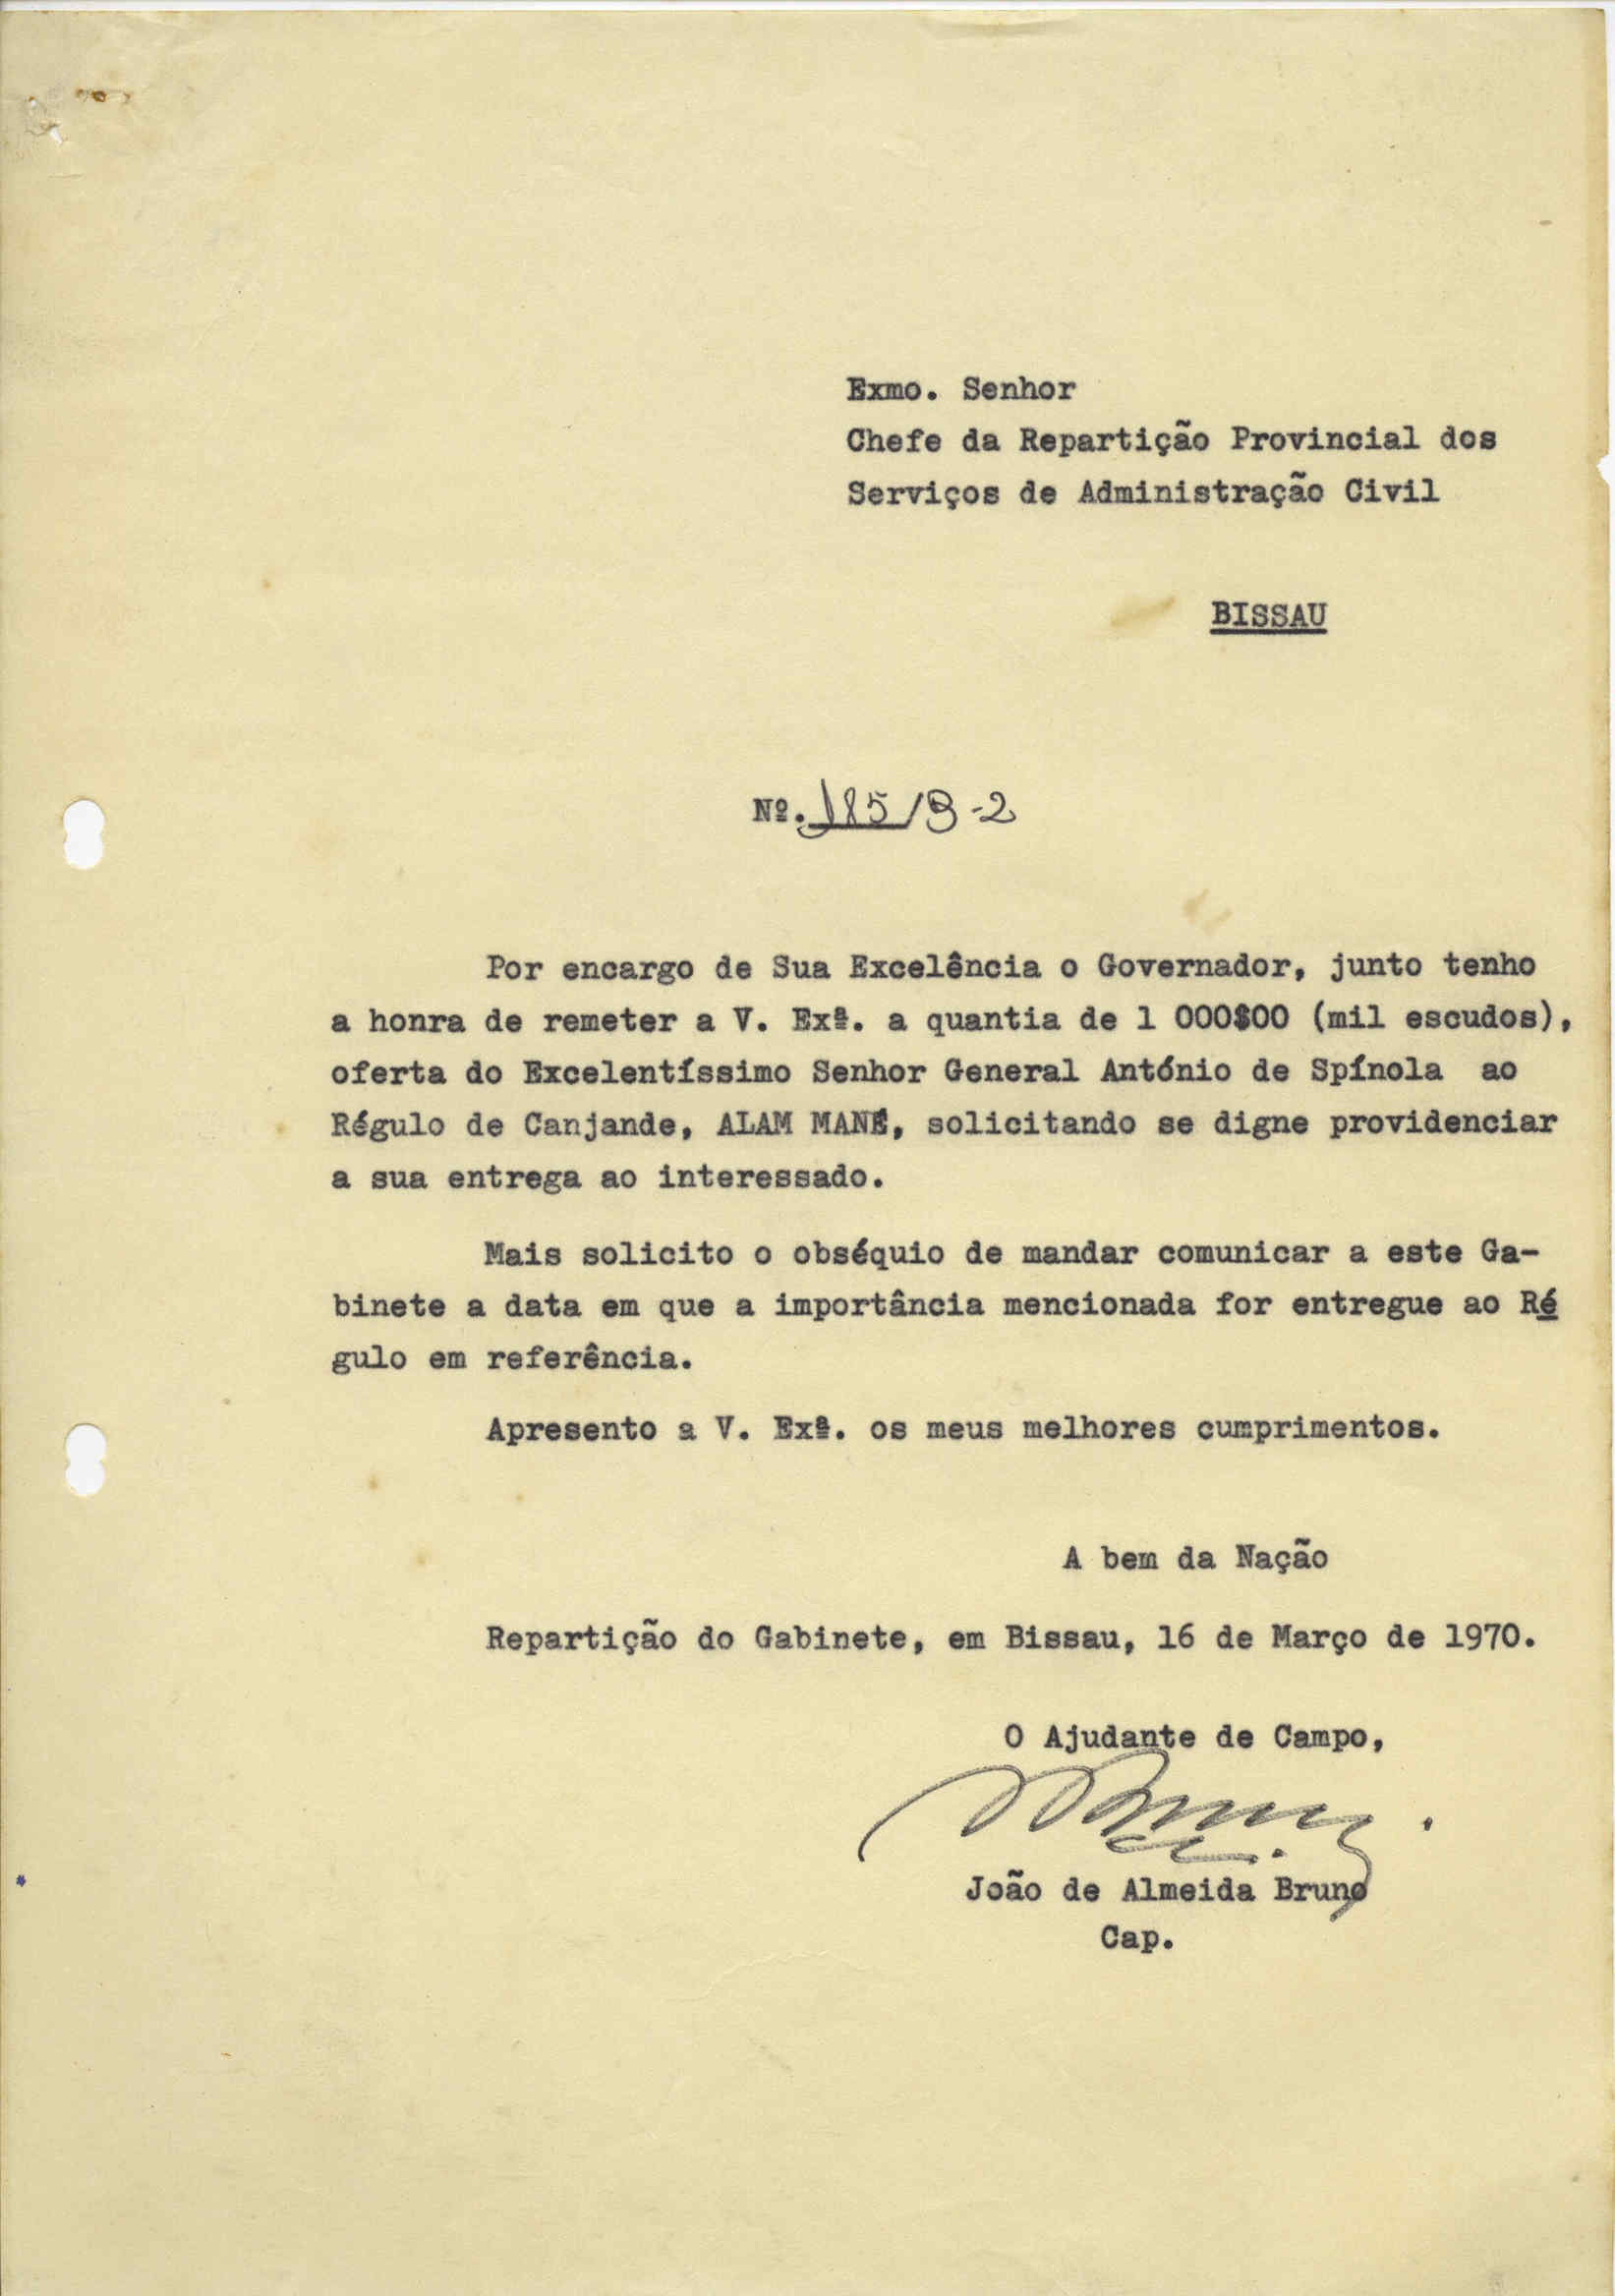 Exmo. Senhor
Chefe da Repartição Provincial dos
Serviços de Administração Civil
BISSAU
Nº. 185/B-2
Por encargo de Sua Excelência o Governador, junto tenho
a honra de remeter a V. Exª. a quantia de 1 000$00 (mil escudos),
oferta do Excelentíssimo Senhor General António de Spínola ao
Régulo de Canjande, ALAM MANÉ, solicitando se digne providenciar
a sua entrega ao interessado.
Mais solicito o obséquio de mandar comunicar a este Ga-
binete a data em que a importância mencionada for entregue ao Ré
gulo em referência.
Apresento a V. Exª. os meus melhores cumprimentos.
A bem da Nação
Repartição do Gabinete, em Bissau, 16 de Março de 1970.
O Ajudante de Campo,
João de Almeida Bruno
Cap.